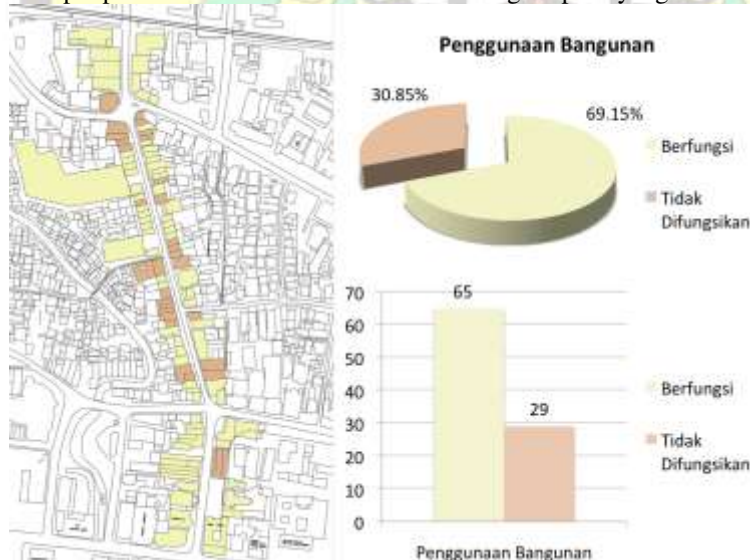 Penggunaan Bangunan
30.85%
69.15%
Berfungsi
Tidak
Difungsikan
70
60
50
40
30
20
10
0
65
29
Berfungsi
Tidak
Difungsikan
Penggunaan Bangunan